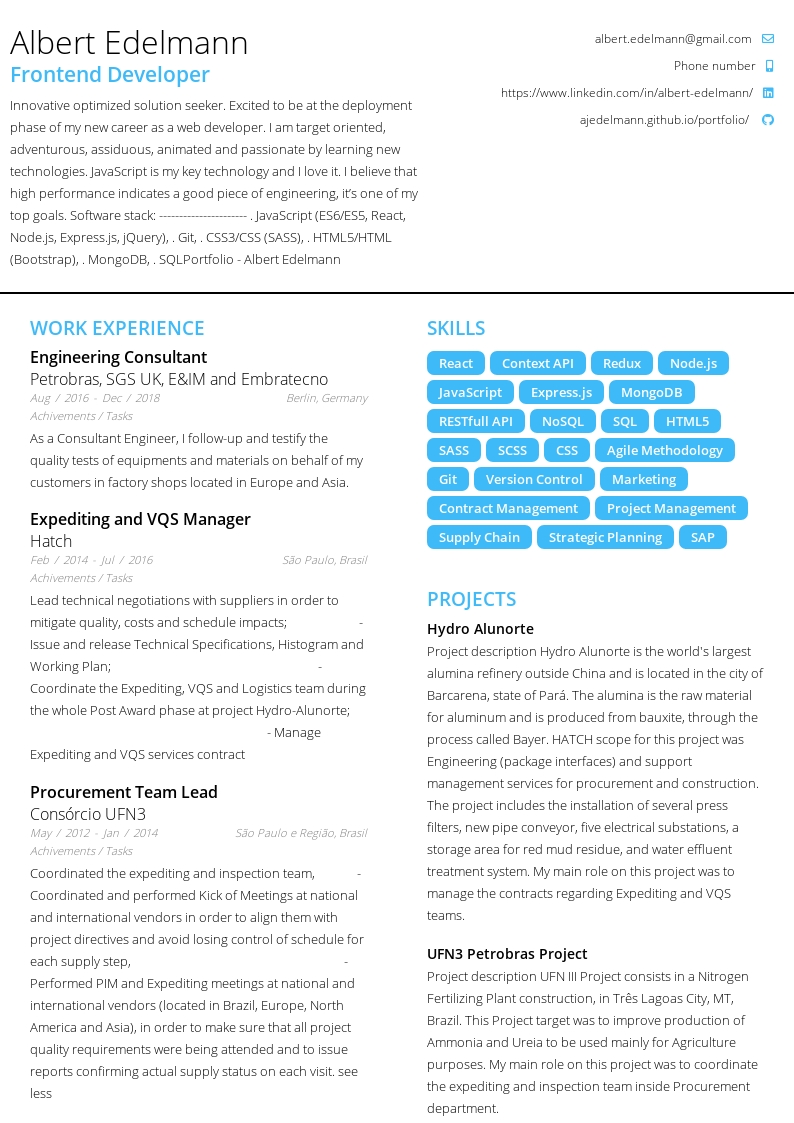 Albert Edelmann
Frontend Developer
Innovative optimized solution seeker. Excited to be at the deployment
phase of my new career as a web developer. I am target oriented,
adventurous, assiduous, animated and passionate by learning new
technologies. JavaScript is my key technology and I love it. I believe that
high performance indicates a good piece of engineering, it’s one of my
top goals. Software stack: ---------------------- . JavaScript (ES6/ES5, React,
Node.js, Express.js, jQuery), . Git, . CSS3/CSS (SASS), . HTML5/HTML
(Bootstrap), . MongoDB, . SQLPortfolio - Albert Edelmann
albert.edelmann@gmail.com
Phone number
https://www.linkedin.com/in/albert-edelmann/
ajedelmann.github.io/portfolio/
WORK EXPERIENCE
Engineering Consultant
Petrobras, SGS UK, E&IM and Embratecno
Aug / 2016 - Dec / 2018 Berlin, Germany
Achivements / Tasks
As a Consultant Engineer, I follow-up and testify the
quality tests of equipments and materials on behalf of my
customers in factory shops located in Europe and Asia.
Expediting and VQS Manager
Hatch
Feb / 2014 - Jul / 2016 São Paulo, Brasil
Achivements / Tasks
Lead technical negotiations with suppliers in order to
mitigate quality, costs and schedule impacts; -
Issue and release Technical Specifications, Histogram and
Working Plan; -
Coordinate the Expediting, VQS and Logistics team during
the whole Post Award phase at project Hydro-Alunorte;
- Manage
Expediting and VQS services contract
Procurement Team Lead
Consórcio UFN3
May / 2012 - Jan / 2014 São Paulo e Região, Brasil
Achivements / Tasks
Coordinated the expediting and inspection team, -
Coordinated and performed Kick of Meetings at national
and international vendors in order to align them with
project directives and avoid losing control of schedule for
each supply step, -
Performed PIM and Expediting meetings at national and
international vendors (located in Brazil, Europe, North
America and Asia), in order to make sure that all project
quality requirements were being attended and to issue
reports confirming actual supply status on each visit. see
less
SKILLS
React Context API Redux Node.js
JavaScript Express.js MongoDB
RESTfull API NoSQL SQL HTML5
SASS SCSS CSS Agile Methodology
Git Version Control Marketing
Contract Management Project Management
Supply Chain Strategic Planning SAP
PROJECTS
Hydro Alunorte
Project description Hydro Alunorte is the world's largest
alumina refinery outside China and is located in the city of
Barcarena, state of Pará. The alumina is the raw material
for aluminum and is produced from bauxite, through the
process called Bayer. HATCH scope for this project was
Engineering (package interfaces) and support
management services for procurement and construction.
The project includes the installation of several press
filters, new pipe conveyor, five electrical substations, a
storage area for red mud residue, and water effluent
treatment system. My main role on this project was to
manage the contracts regarding Expediting and VQS
teams.
UFN3 Petrobras Project
Project description UFN III Project consists in a Nitrogen
Fertilizing Plant construction, in Três Lagoas City, MT,
Brazil. This Project target was to improve production of
Ammonia and Ureia to be used mainly for Agriculture
purposes. My main role on this project was to coordinate
the expediting and inspection team inside Procurement
department.